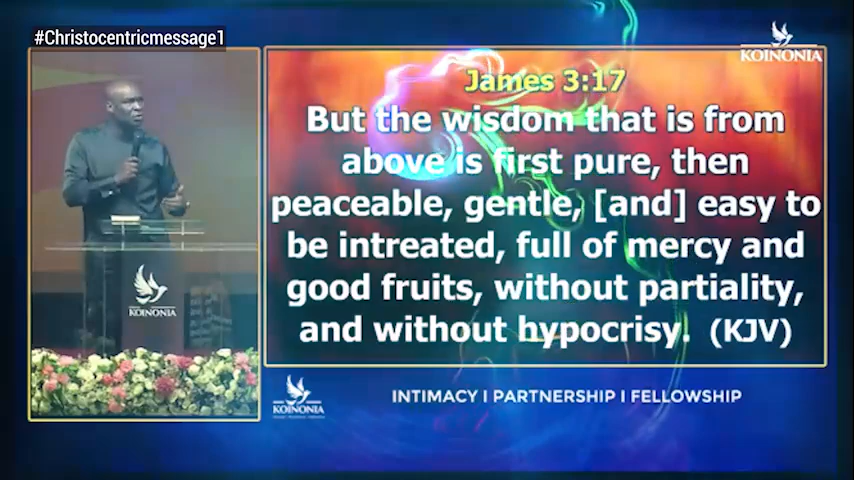 #Christocentricmessage1
KOINONIA
James 3:17
But the wisdom that is from
above is first pure, then
peaceable, gentle, [and] easy to
be intreated, full of mercy and
good fruits, without partiality,
and without hypocrisy. (KJV)
KOINONIA
KOINONIA
INTIMACY I PARTNERSHIP I FELLOWSHIP